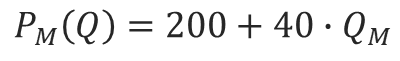 P_M(Q) = 200 + 40 · Q_M